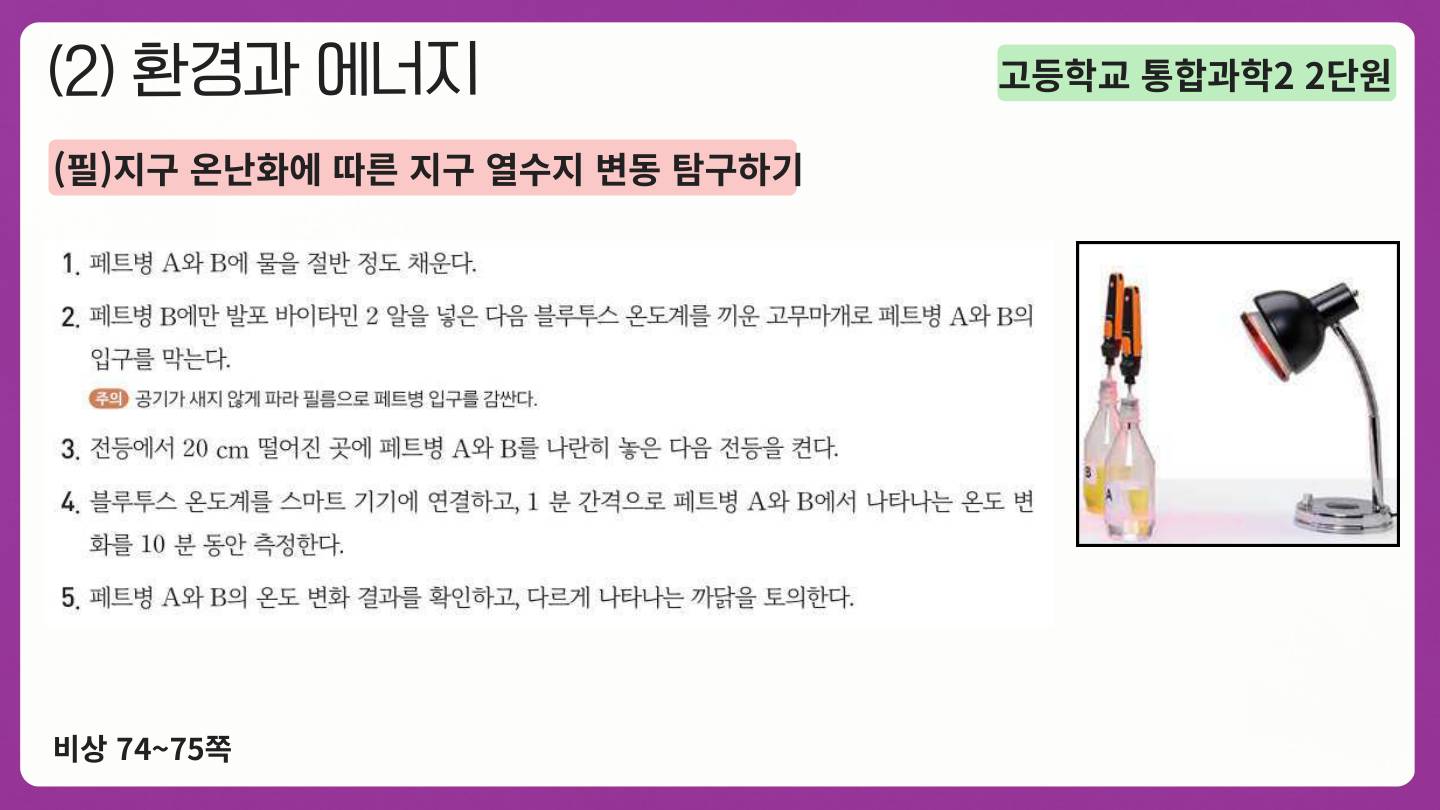 (2) 환경과 에너지
고등학교 통합과학2 2단원
(필)지구 온난화에 따른 지구 열수지 변동 탐구하기
1. 페트병 A와 B에 물을 절반 정도 채운다.
2. 페트병 B에만 발포 바이타민 2 알을 넣은 다음 블루투스 온도계를 끼운 고무마개로 페트병 A와 B의
입구를 막는다.
주의 공기가 새지 않게 파라 필름으로 페트병 입구를 감싼다.
3. 전등에서 20 cm 떨어진 곳에 페트병 A와 B를 나란히 놓은 다음 전등을 켠다.
4. 블루투스 온도계를 스마트 기기에 연결하고, 1 분 간격으로 페트병 A와 B에서 나타나는 온도 변
화를 10 분 동안 측정한다.
5. 페트병 A와 B의 온도 변화 결과를 확인하고, 다르게 나타나는 까닭을 토의한다.
B
A
비상 74~75쪽